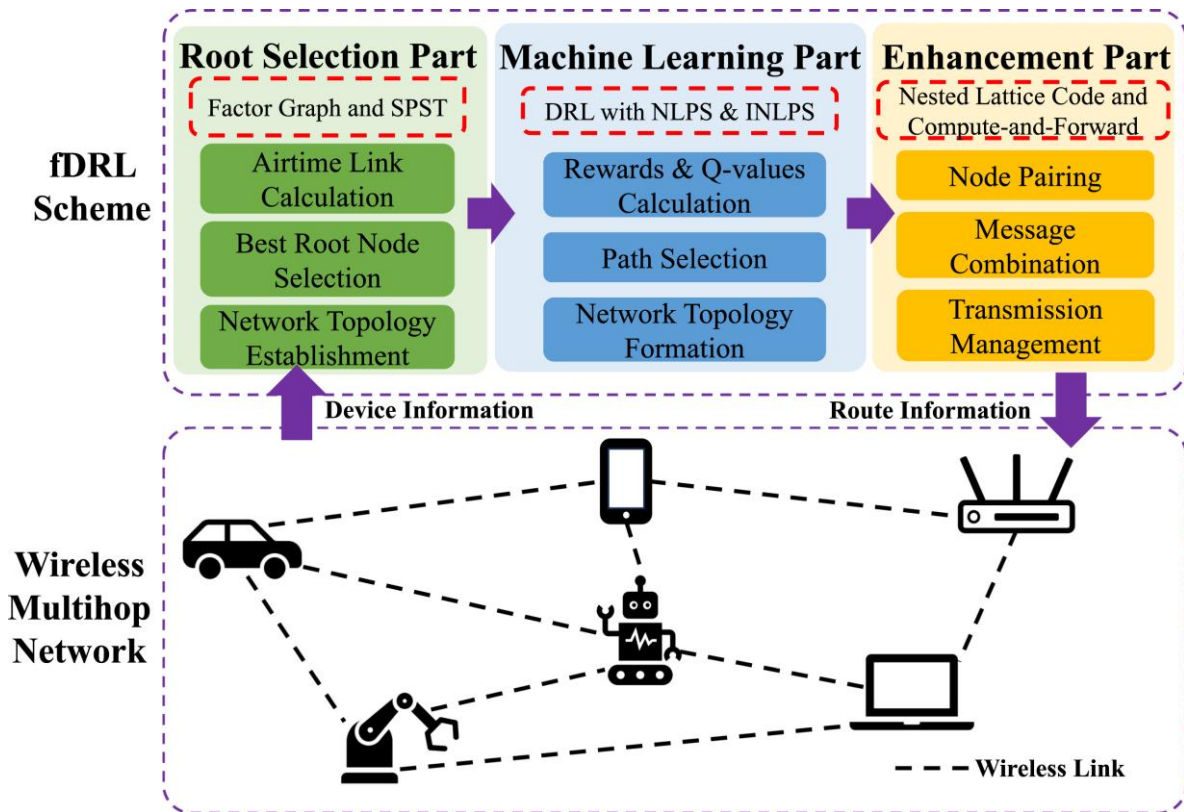 fDRL
Scheme
Root Selection Part
Factor Graph and SPST
Airtime Link
Calculation
Best Root Node
Selection
Network Topology
Establishment
Machine Learning Part
DRL with NLPS & INLPS
Rewards & Q-values
Calculation
Path Selection
Network Topology
Formation
Enhancement Part
Nested Lattice Code and
Compute-and-Forward
Node Pairing
Message
Combination
Transmission
Management
Device Information
Route Information
Wireless
Multihop
Network
Wireless Link